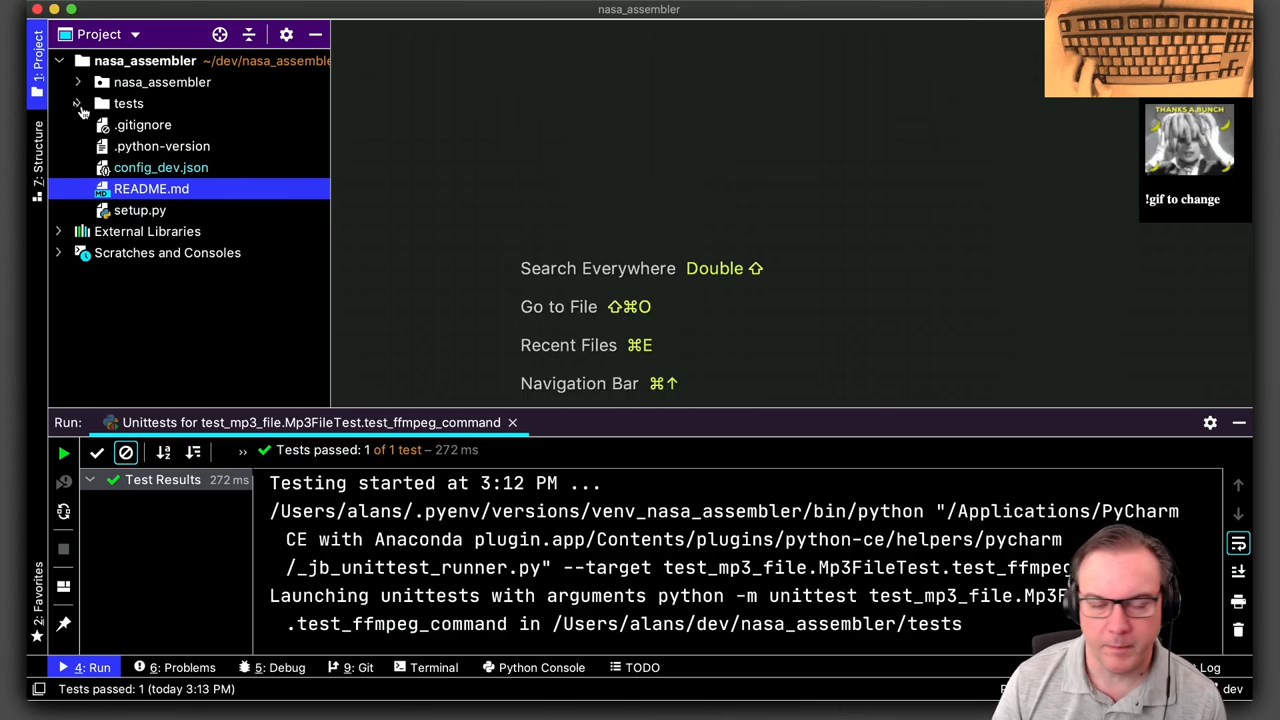 nasa_assembler
1: Project
Project
nasa_assembler ~/dev/nasa_assemble
nasa_assembler
tests
.gitignore
.python-version
config_dev.json
README.md
setup.py
External Libraries
Scratches and Consoles
Z: Structure
2: Favorites
Search Everywhere Double ⇧
Go to File ⇧⌘O
Recent Files ⌘E
Navigation Bar ⌘↑
THANKS A BUNCH
!gif to change
Run: Unittests for test_mp3_file.Mp3FileTest.test_ffmpeg_command
Tests passed: 1 of 1 test – 272 ms
Test Results 272 ms
Testing started at 3:12 PM ...
/Users/alans/.pyenv/versions/venv_nasa_assembler/bin/python "/Applications/PyCharm
CE with Anaconda plugin.app/Contents/plugins/python-ce/helpers/pycharm
/_jb_unittest_runner.py" --target test_mp3_file.Mp3FileTest.test_ffmpeg
Launching unittests with arguments python -m unittest test_mp3_file.Mp3F
.test_ffmpeg_command in /Users/alans/dev/nasa_assembler/tests
4: Run 6: Problems 5: Debug 9: Git Terminal Python Console TODO Log
Tests passed: 1 (today 3:13 PM) dev